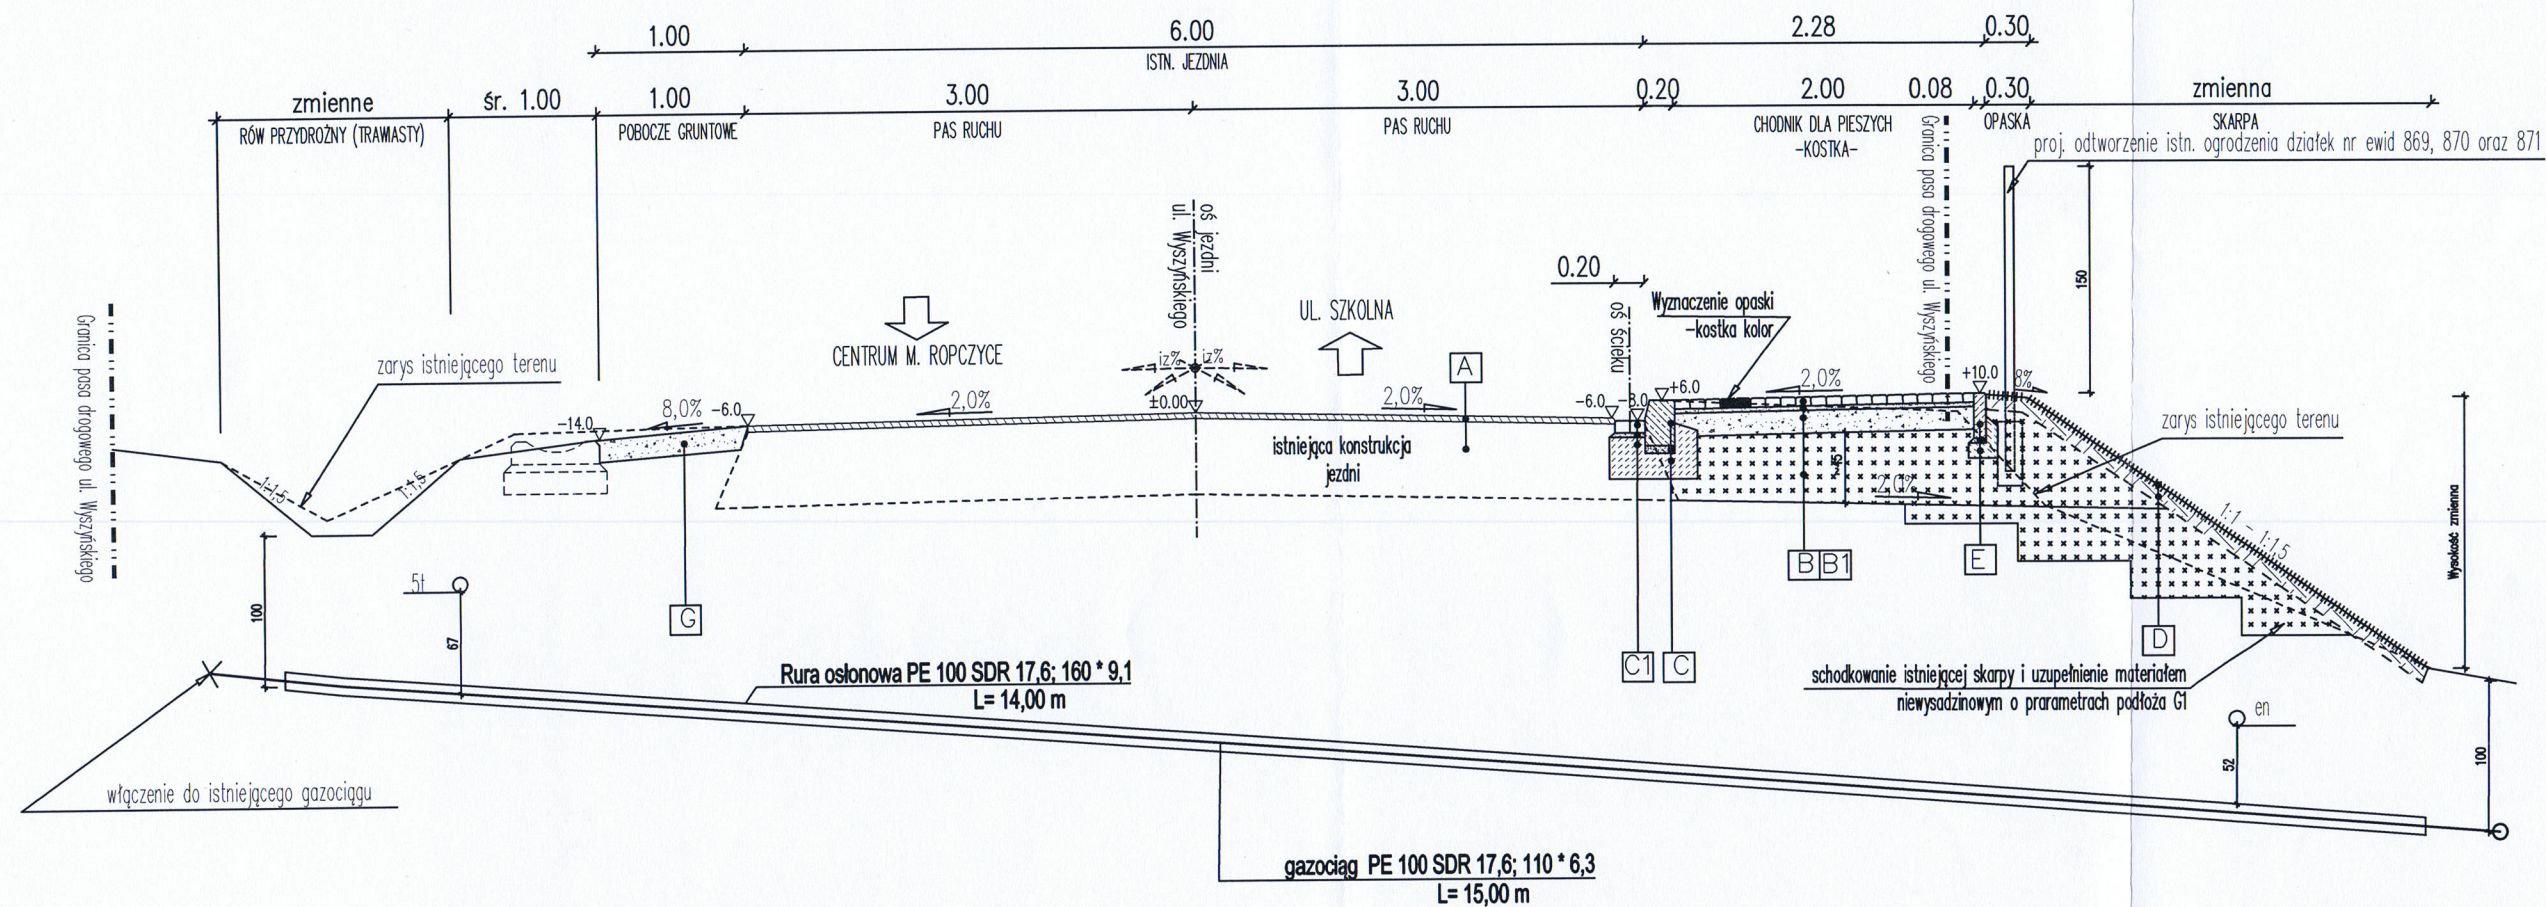 1.00
6.00
2.28
0.30
ISTN. JEZDNIA
zmienne
śr. 1.00
1.00
3.00
3.00
0.20
2.00
0.08
0.30
zmienna
RÓW PRZYDROŻNY (TRAWIASTY)
POBOCZE GRUNTOWE
PAS RUCHU
PAS RUCHU
CHODNIK DLA PIESZYCH
-KOSTKA-
OPASKA
SKARPA
proj. odtworzenie istn. ogrodzenia działek nr ewid 869, 870 oraz 871
Granica pasa drogowego ul. Wyszyńskiego
Granica pasa drogowego ul. Wyszyńskiego
oś jezdni
ul. Wyszyńskiego
0.20
oś ścieku
Wyznaczenie opaski
-kostka kolor
150
UL. SZKOLNA
CENTRUM M. ROPCZYCE
zarys istniejącego terenu
iz%
iz%
A
-14.0
8,0%
-6.0
2,0%
±0.00
2,0%
-6.0
-8.0
+6.0
2,0%
+10.0
8%
zarys istniejącego terenu
istniejąca konstrukcja
jezdni
1:1,5
1:1,5
2,0%
1:1 - 1:1,5
Wysokość zmienna
B
B1
E
5t
100
67
G
C1
C
D
Rura osłonowa PE 100 SDR 17,6; 160 * 9,1
L= 14,00 m
schodkowanie istniejącej skarpy i uzupełnienie materiałem
niewysadzinowym o prarametrach podłoża G1
en
52
100
włączenie do istniejącego gazociągu
gazociąg PE 100 SDR 17,6; 110 * 6,3
L= 15,00 m